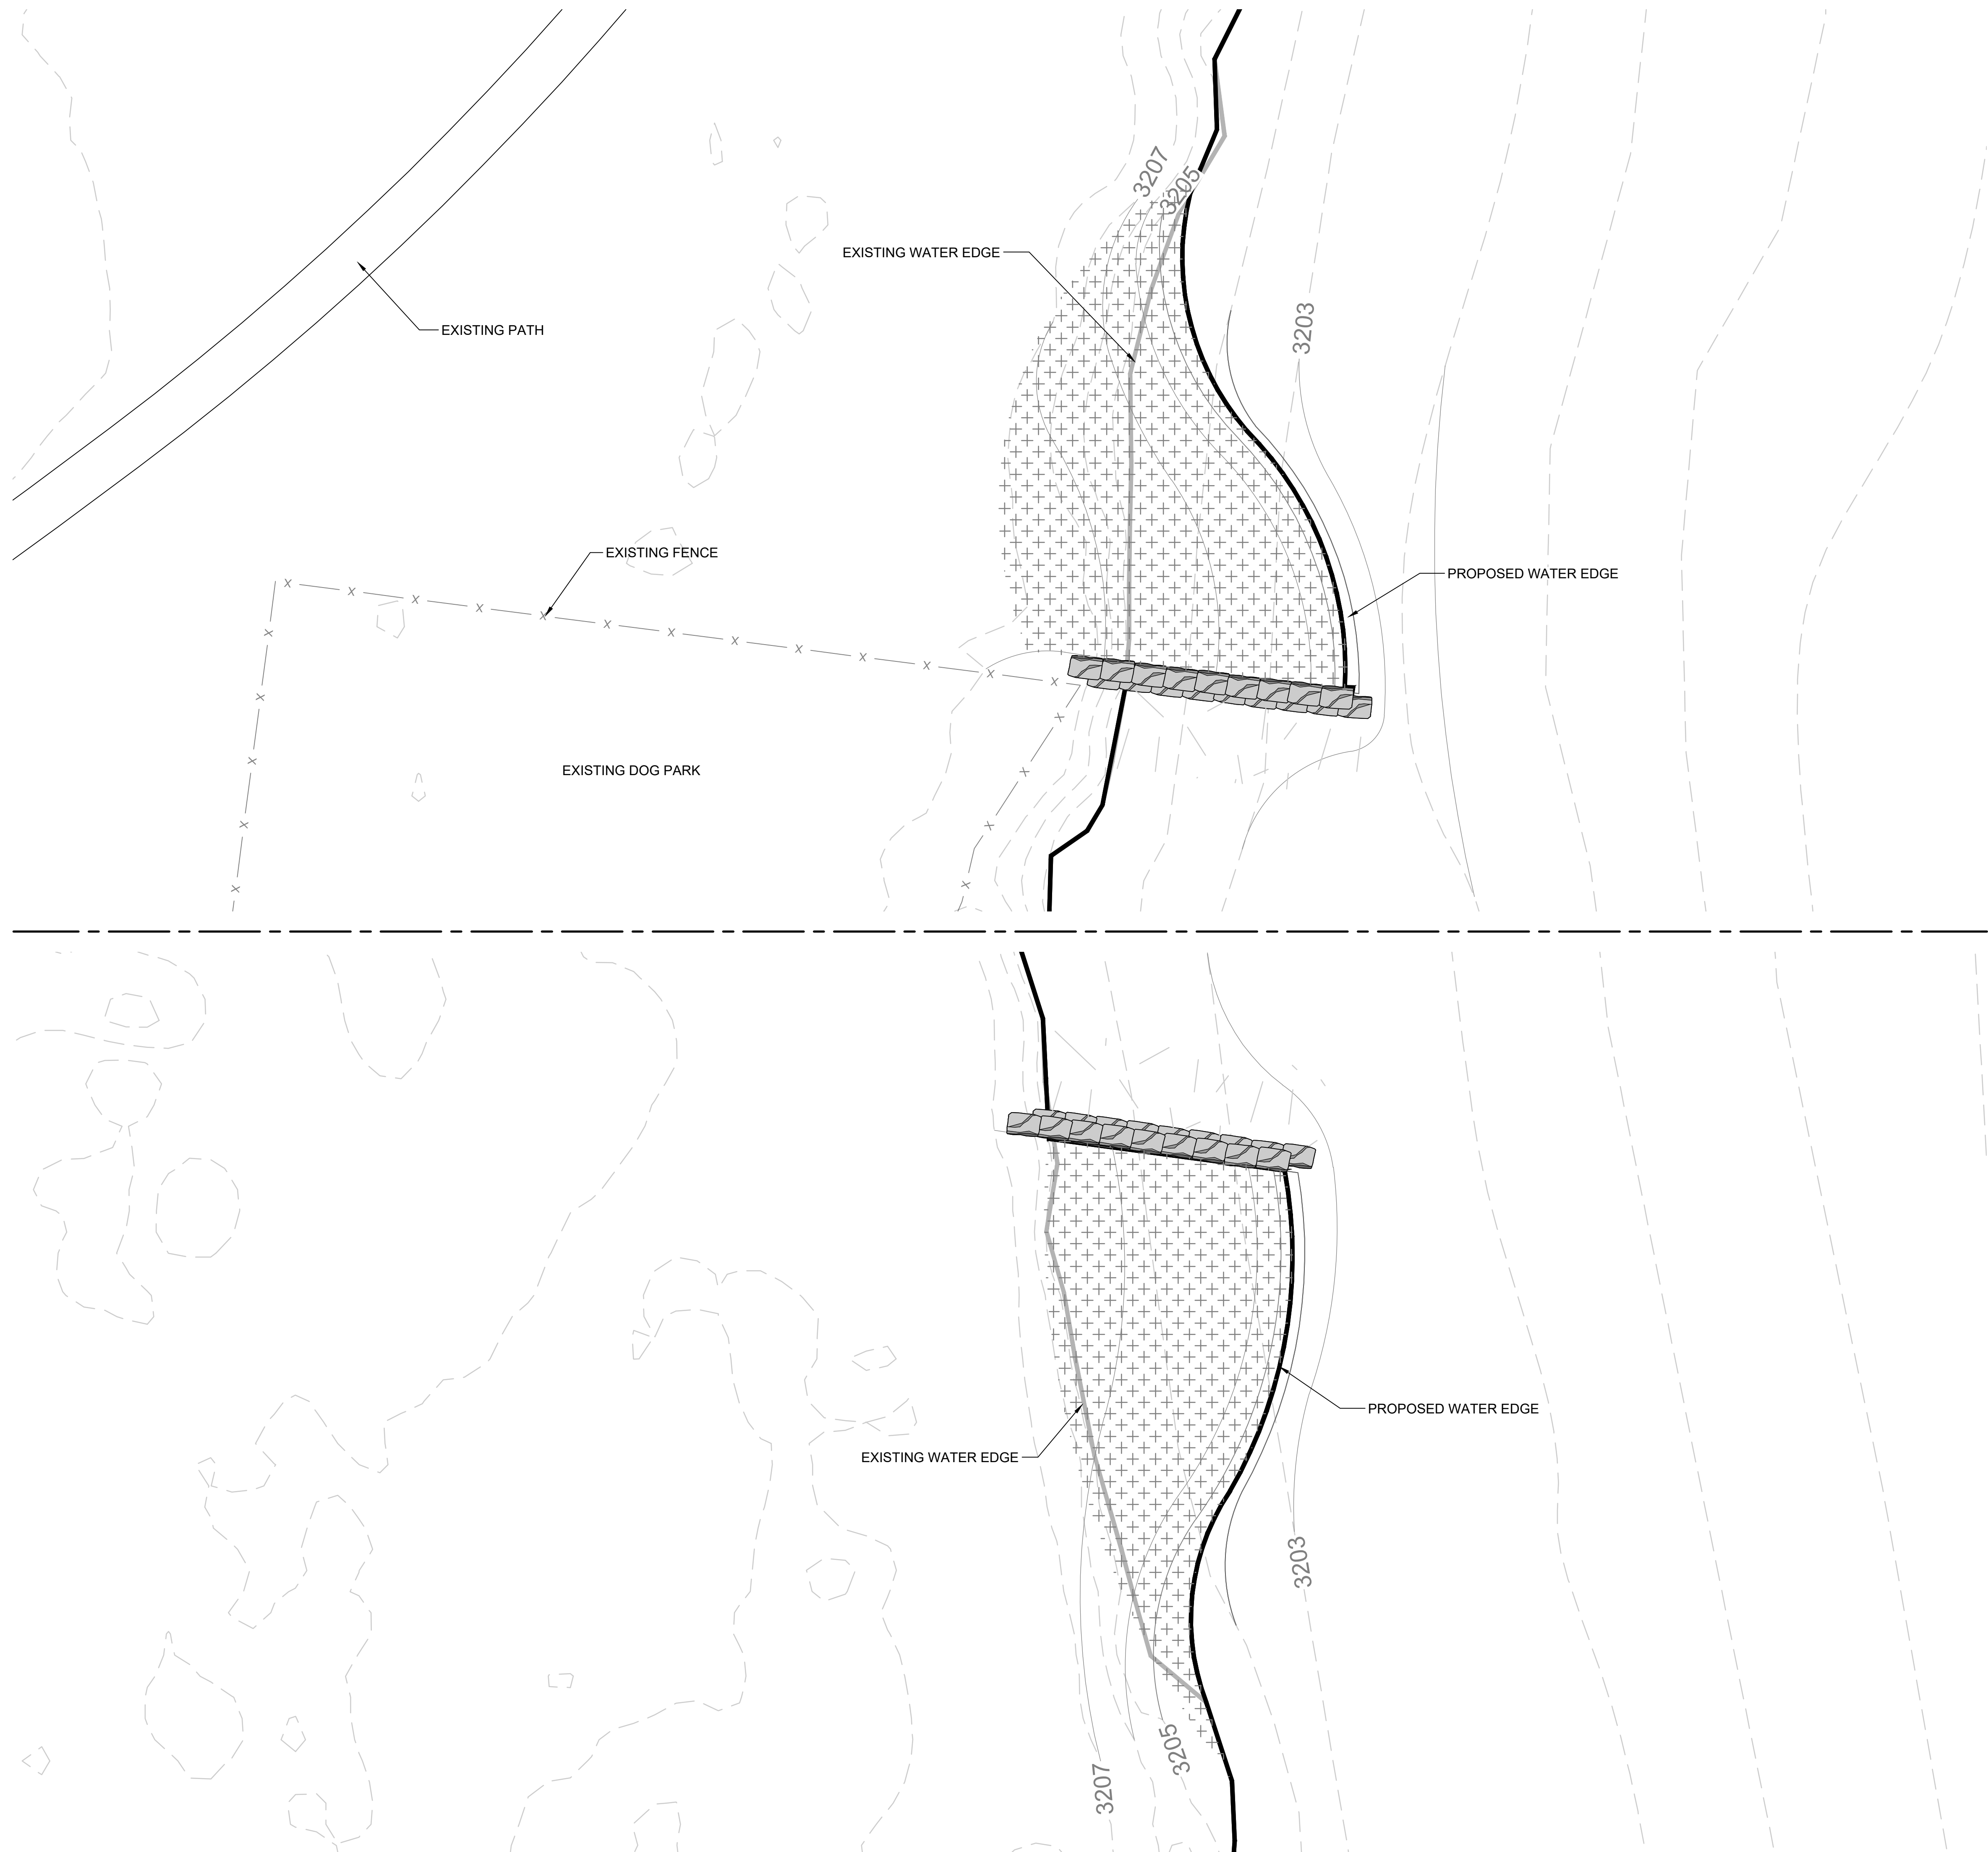 3207
3205
EXISTING WATER EDGE
3203
EXISTING PATH
EXISTING FENCE
PROPOSED WATER EDGE
EXISTING DOG PARK
PROPOSED WATER EDGE
EXISTING WATER EDGE
3203
3205
3207